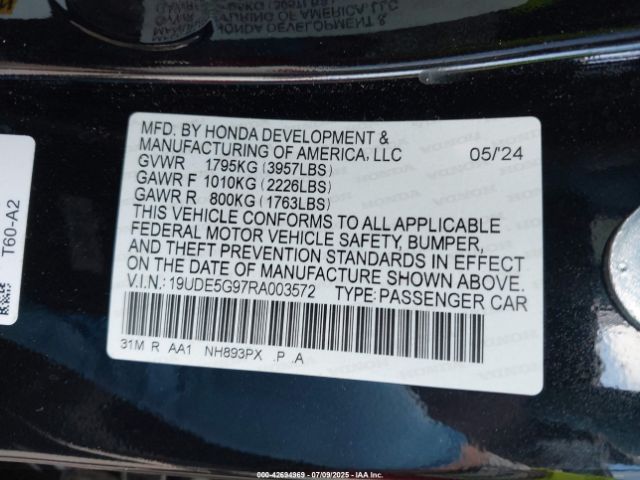 MFD. BY HONDA DEVELOPMENT &
MANUFACTURING OF AMERICA, LLC 05/'24
GVWR 1795KG (3957LBS)
GAWR F 1010KG (2226LBS)
GAWR R 800KG (1763LBS)
THIS VEHICLE CONFORMS TO ALL APPLICABLE
FEDERAL MOTOR VEHICLE SAFETY, BUMPER,
AND THEFT PREVENTION STANDARDS IN EFFECT
ON THE DATE OF MANUFACTURE SHOWN ABOVE.
V.I.N.: 19UDE5G97RA003572 TYPE: PASSENGER CAR
31M R AA1 NH893PX .P .A
T60-A2
000-42694969 07/09/2025 IAA Inc.